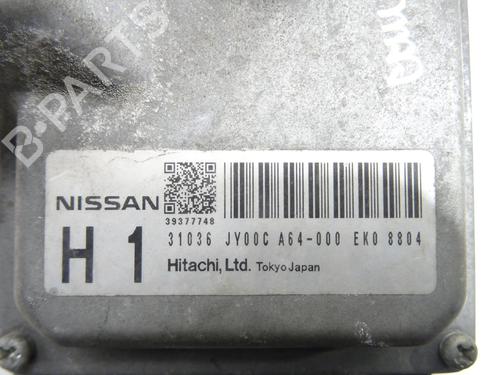 B-PARTS
NISSAN
39377748
H 1
31036 JY00C A64-000 EK0 8804
Hitachi, Ltd. Tokyo Japan